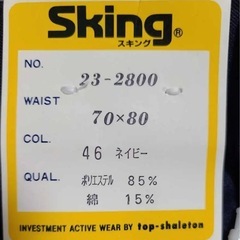 Sking®
スキング
NO. 23-2800
WAIST 70×80
COL. 46 ネイビー
QUAL. ポリエステル 85%
綿 15%
INVESTMENT ACTIVE WEAR BY top-shaleton